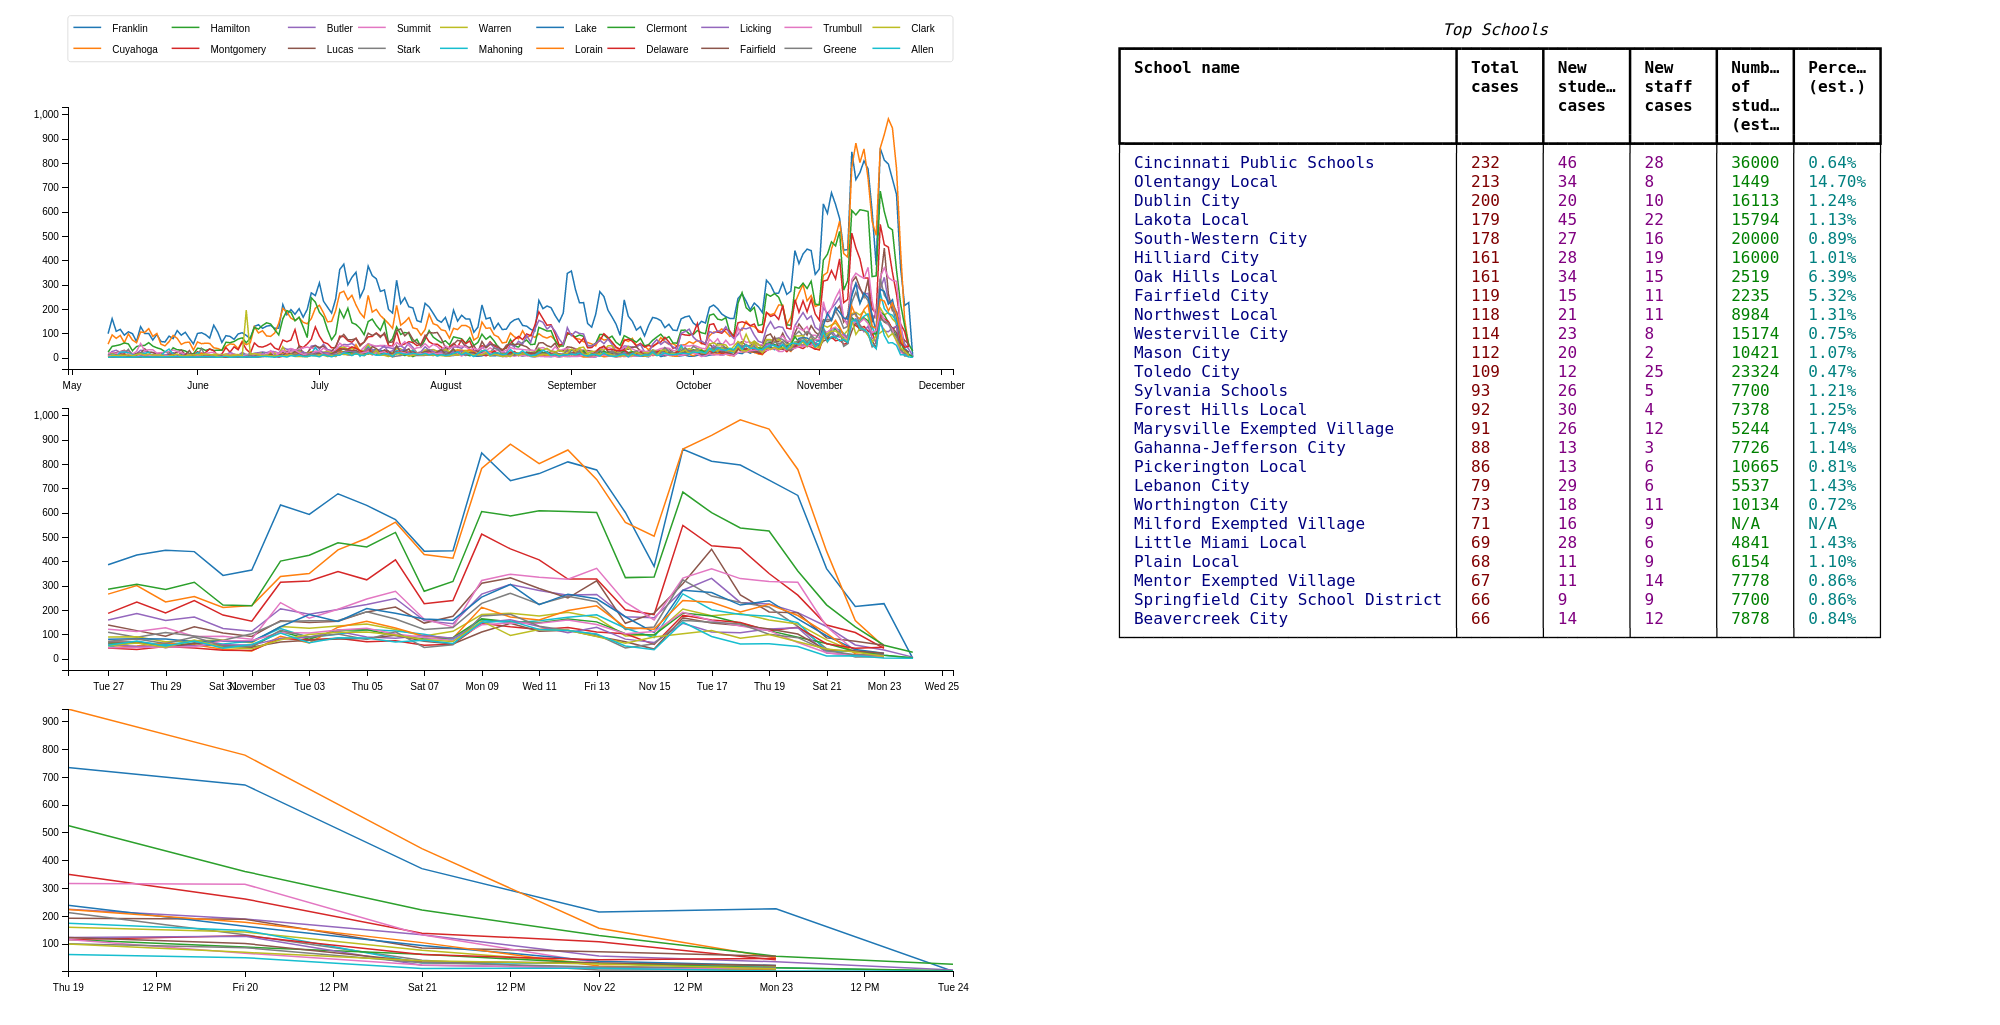 Franklin Hamilton Butler Summit Warren Lake Clermont Licking Trumbull Clark
Cuyahoga Montgomery Lucas Stark Mahoning Lorain Delaware Fairfield Greene Allen
1,000
900
800
700
600
500
400
300
200
100
0
May June July August September October November December
1,000
900
800
700
600
500
400
300
200
100
0
Tue 27 Thu 29 Sat 31 November Tue 03 Thu 05 Sat 07 Mon 09 Wed 11 Fri 13 Nov 15 Tue 17 Thu 19 Sat 21 Mon 23 Wed 25
900
800
700
600
500
400
300
200
100
Thu 19 12 PM Fri 20 12 PM Sat 21 12 PM Nov 22 12 PM Mon 23 12 PM Tue 24
Top Schools
School name Total New New Numb… Perce…
cases stude… staff of (est.)
cases cases stud…
(est…
Cincinnati Public Schools 232 46 28 36000 0.64%
Olentangy Local 213 34 8 1449 14.70%
Dublin City 200 20 10 16113 1.24%
Lakota Local 179 45 22 15794 1.13%
South-Western City 178 27 16 20000 0.89%
Hilliard City 161 28 19 16000 1.01%
Oak Hills Local 161 34 15 2519 6.39%
Fairfield City 119 15 11 2235 5.32%
Northwest Local 118 21 11 8984 1.31%
Westerville City 114 23 8 15174 0.75%
Mason City 112 20 2 10421 1.07%
Toledo City 109 12 25 23324 0.47%
Sylvania Schools 93 26 5 7700 1.21%
Forest Hills Local 92 30 4 7378 1.25%
Marysville Exempted Village 91 26 12 5244 1.74%
Gahanna-Jefferson City 88 13 3 7726 1.14%
Pickerington Local 86 13 6 10665 0.81%
Lebanon City 79 29 6 5537 1.43%
Worthington City 73 18 11 10134 0.72%
Milford Exempted Village 71 16 9 N/A N/A
Little Miami Local 69 28 6 4841 1.43%
Plain Local 68 11 9 6154 1.10%
Mentor Exempted Village 67 11 14 7778 0.86%
Springfield City School District 66 9 9 7700 0.86%
Beavercreek City 66 14 12 7878 0.84%